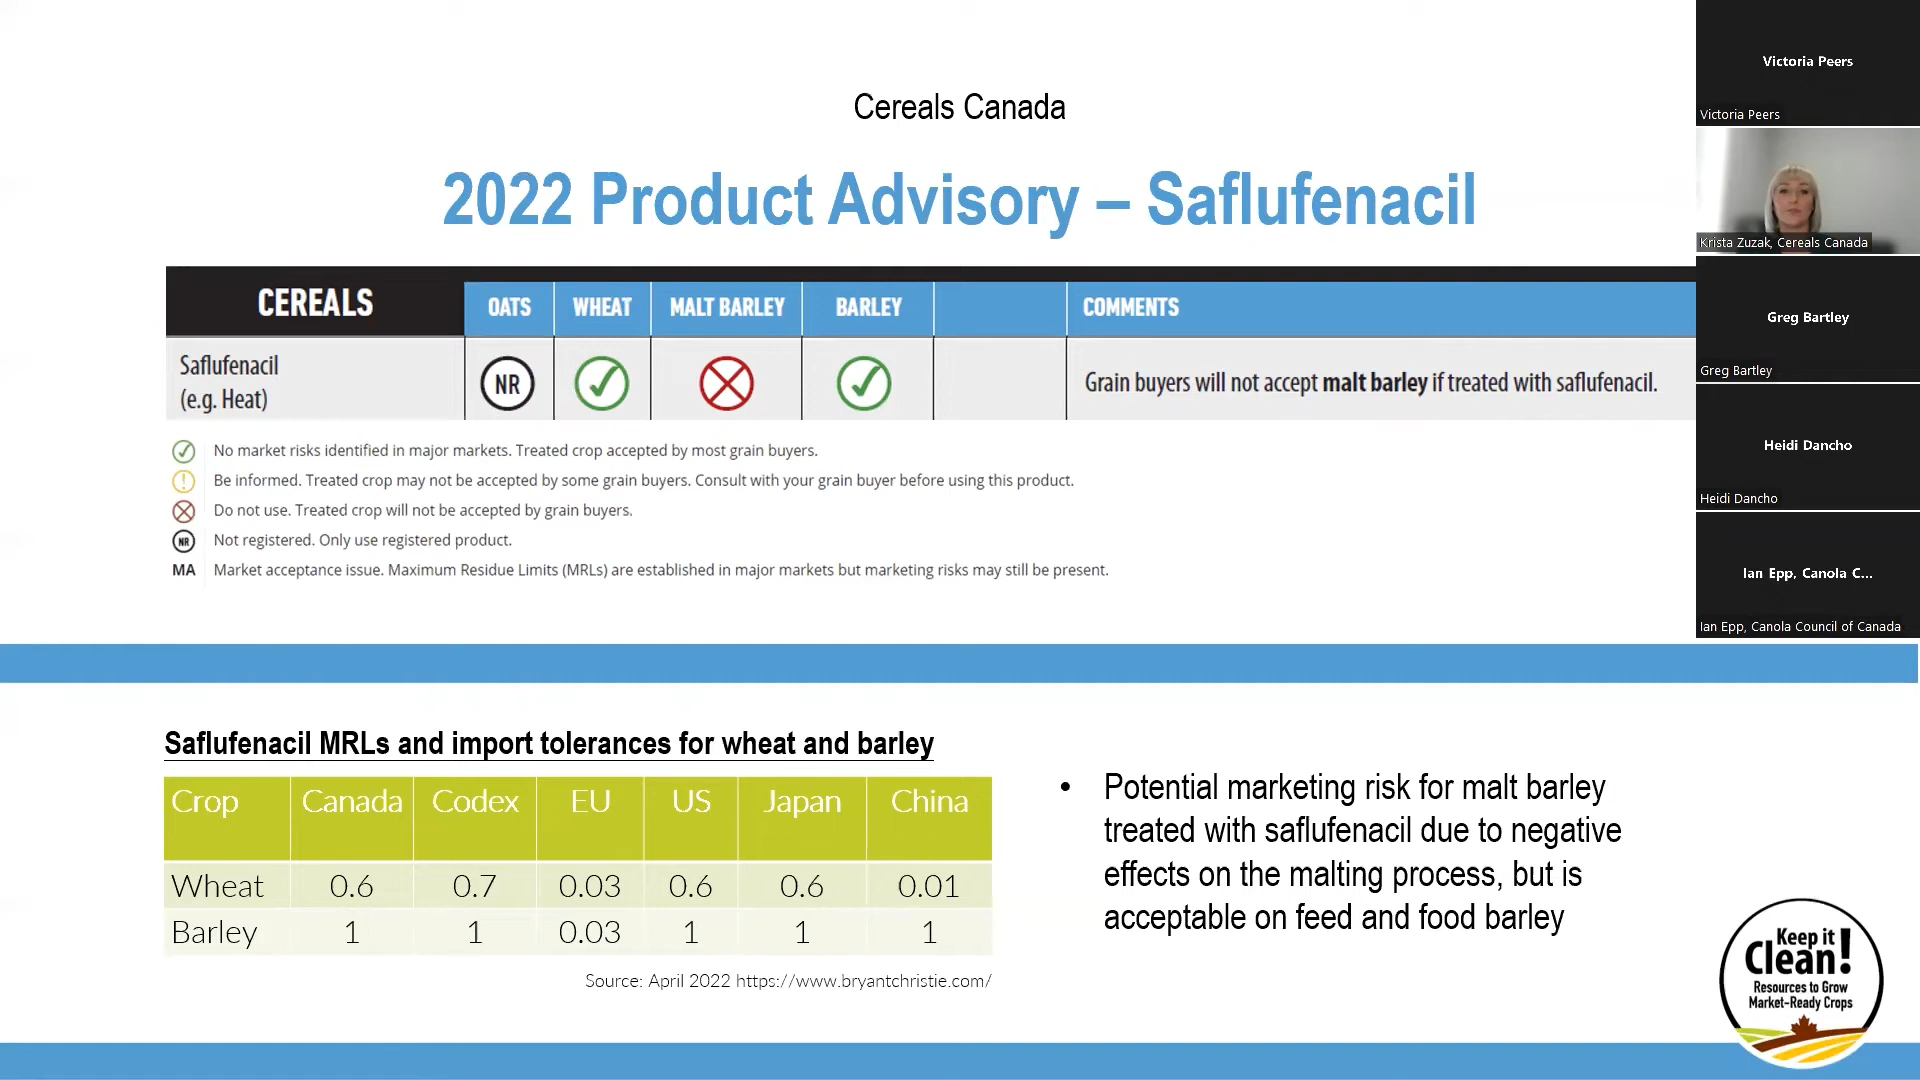 Cereals Canada
2022 Product Advisory – Saflufenacil
CEREALS OATS WHEAT MALT BARLEY BARLEY COMMENTS
Saflufenacil
(e.g. Heat)
NR
Grain buyers will not accept malt barley if treated with saflufenacil.
No market risks identified in major markets. Treated crop accepted by most grain buyers.
! Be informed. Treated crop may not be accepted by some grain buyers. Consult with your grain buyer before using this product.
Do not use. Treated crop will not be accepted by grain buyers.
NR Not registered. Only use registered product.
MA Market acceptance issue. Maximum Residue Limits (MRLs) are established in major markets but marketing risks may still be present.
Saflufenacil MRLs and import tolerances for wheat and barley
Crop Canada Codex EU US Japan China
Wheat 0.6 0.7 0.03 0.6 0.6 0.01
Barley 1 1 0.03 1 1 1
Source: April 2022 https://www.bryantchristie.com/
• Potential marketing risk for malt barley
treated with saflufenacil due to negative
effects on the malting process, but is
acceptable on feed and food barley
Keep it
Clean!
Resources to Grow
Market-Ready Crops
Victoria Peers
Victoria Peers
Krista Zuzak, Cereals Canada
Greg Bartley
Greg Bartley
Heidi Dancho
Heidi Dancho
Ian Epp, Canola C...
Ian Epp, Canola Council of Canada